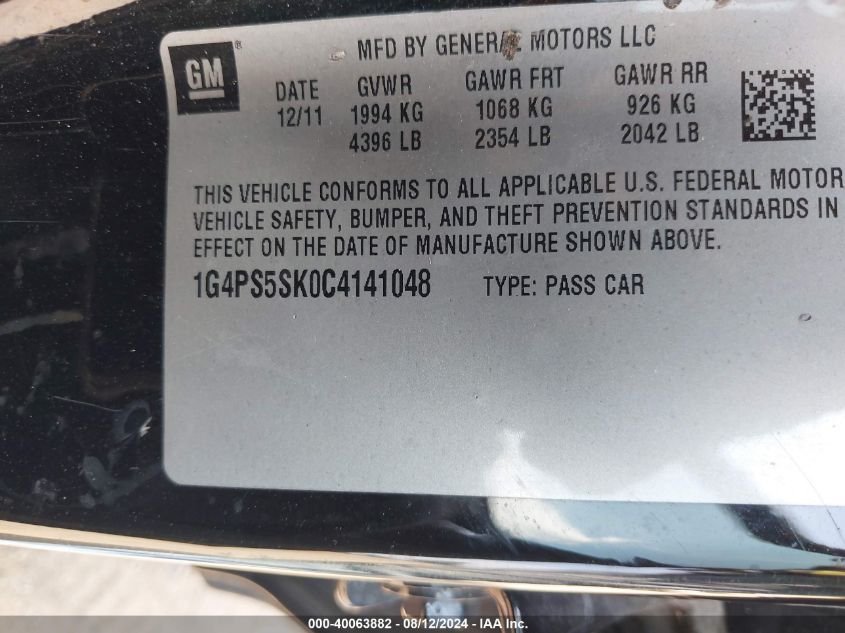 GM®
MFD BY GENERAL MOTORS LLC
DATE GVWR GAWR FRT GAWR RR
12/11 1994 KG 1068 KG 926 KG
4396 LB 2354 LB 2042 LB
THIS VEHICLE CONFORMS TO ALL APPLICABLE U.S. FEDERAL MOTOR
VEHICLE SAFETY, BUMPER, AND THEFT PREVENTION STANDARDS IN
EFFECT ON THE DATE OF MANUFACTURE SHOWN ABOVE.
1G4PS5SK0C4141048 TYPE: PASS CAR
000-40063882 - 08/12/2024 - IAA Inc.